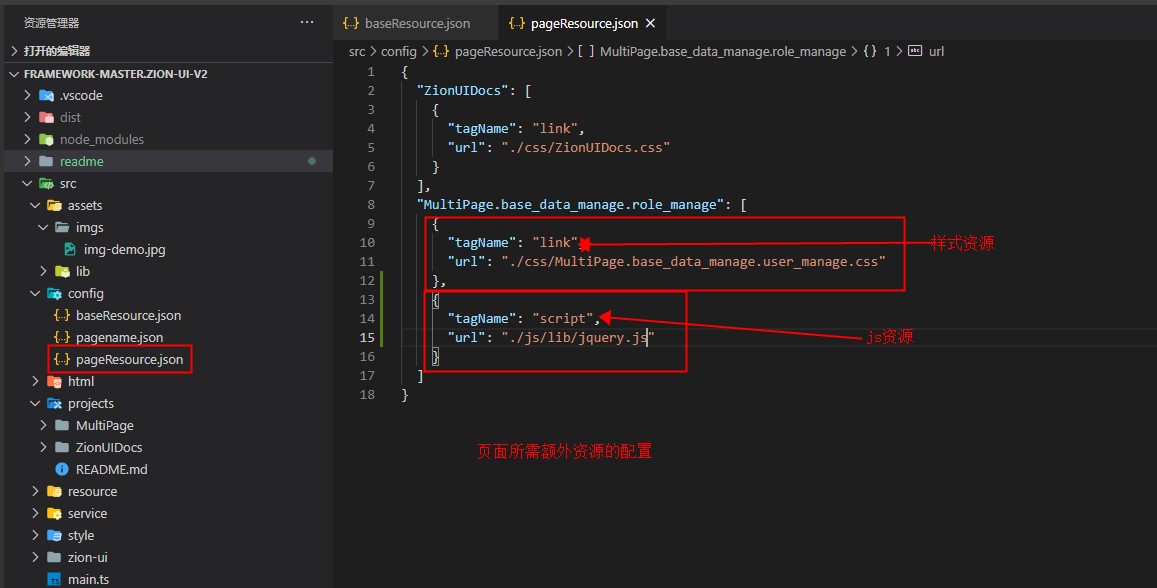 资源管理器
···
打开的编辑器
FRAMEWORK-MASTER.ZION-UI-V2
.vscode
dist
node_modules
readme
src
assets
imgs
img-demo.jpg
lib
config
baseResource.json
pagename.json
pageResource.json
html
projects
MultiPage
ZionUIDocs
README.md
resource
service
style
zion-ui
main.ts
{..} baseResource.json
{..} pageResource.json ×
src > config > {..} pageResource.json > [ ] MultiPage.base_data_manage.role_manage > {} 1 > abc url
1 {
2 "ZionUIDocs": [
3 {
4 "tagName": "link",
5 "url": "./css/ZionUIDocs.css"
6 }
7 ],
8 "MultiPage.base_data_manage.role_manage": [
9 {
10 "tagName": "link"
11 "url": "./css/MultiPage.base_data_manage.user_manage.css"
12 },
13 {
14 "tagName": "script",
15 "url": "./js/lib/jquery.js"
16 }
17 ]
18 }
样式资源
js资源
页面所需额外资源的配置